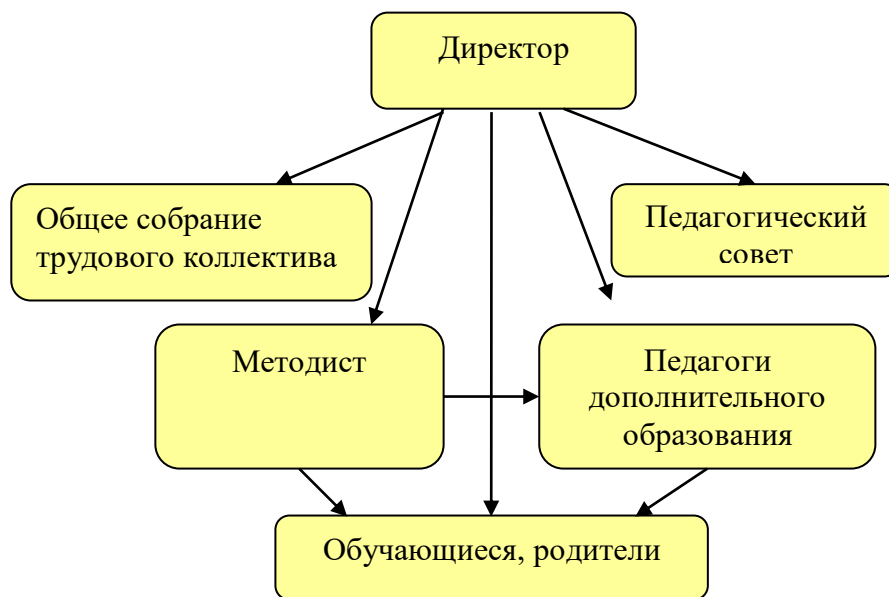 Директор
Общее собрание
трудового коллектива
Педагогический
совет
Методист
Педагоги
дополнительного
образования
Обучающиеся, родители